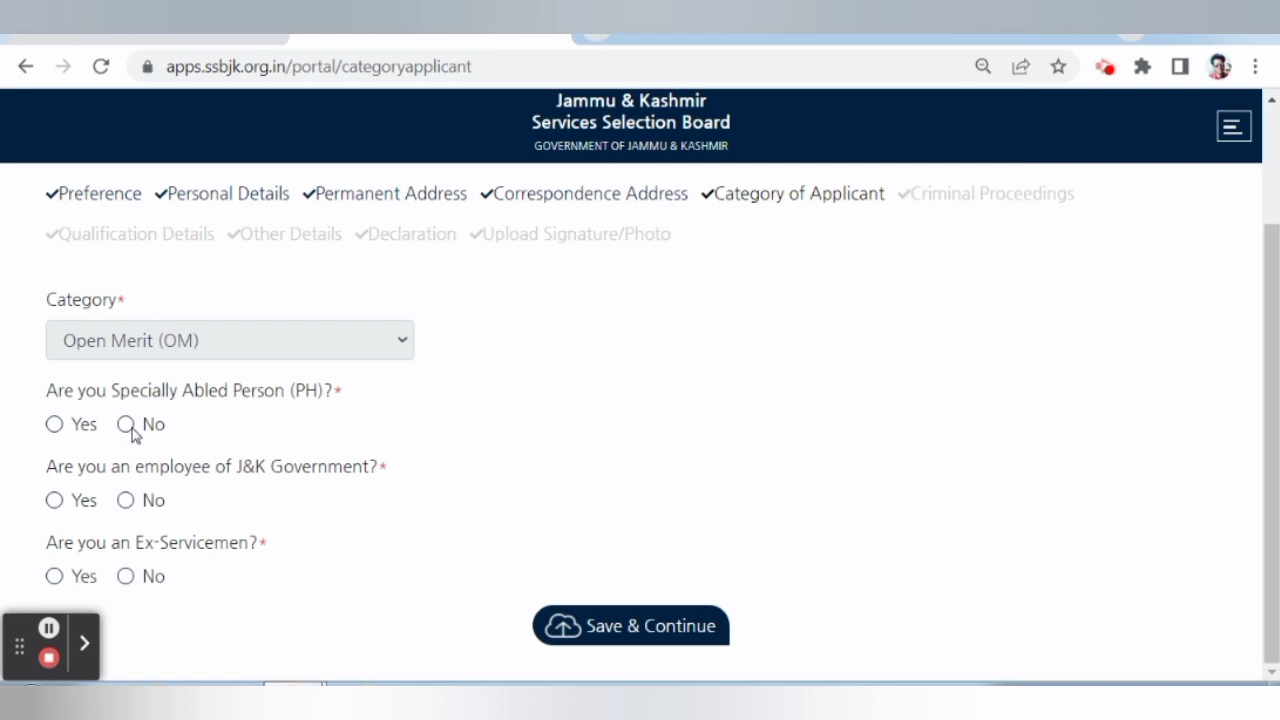 apps.ssbjk.org.in/portal/categoryapplicant
Jammu & Kashmir
Services Selection Board
GOVERNMENT OF JAMMU & KASHMIR
Preference Personal Details Permanent Address Correspondence Address Category of Applicant Criminal Proceedings
Qualification Details Other Details Declaration Upload Signature/Photo
Category*
Open Merit (OM)
Are you Specially Abled Person (PH)?*
Yes No
Are you an employee of J&K Government?*
Yes No
Are you an Ex-Servicemen?*
Yes No
Save & Continue